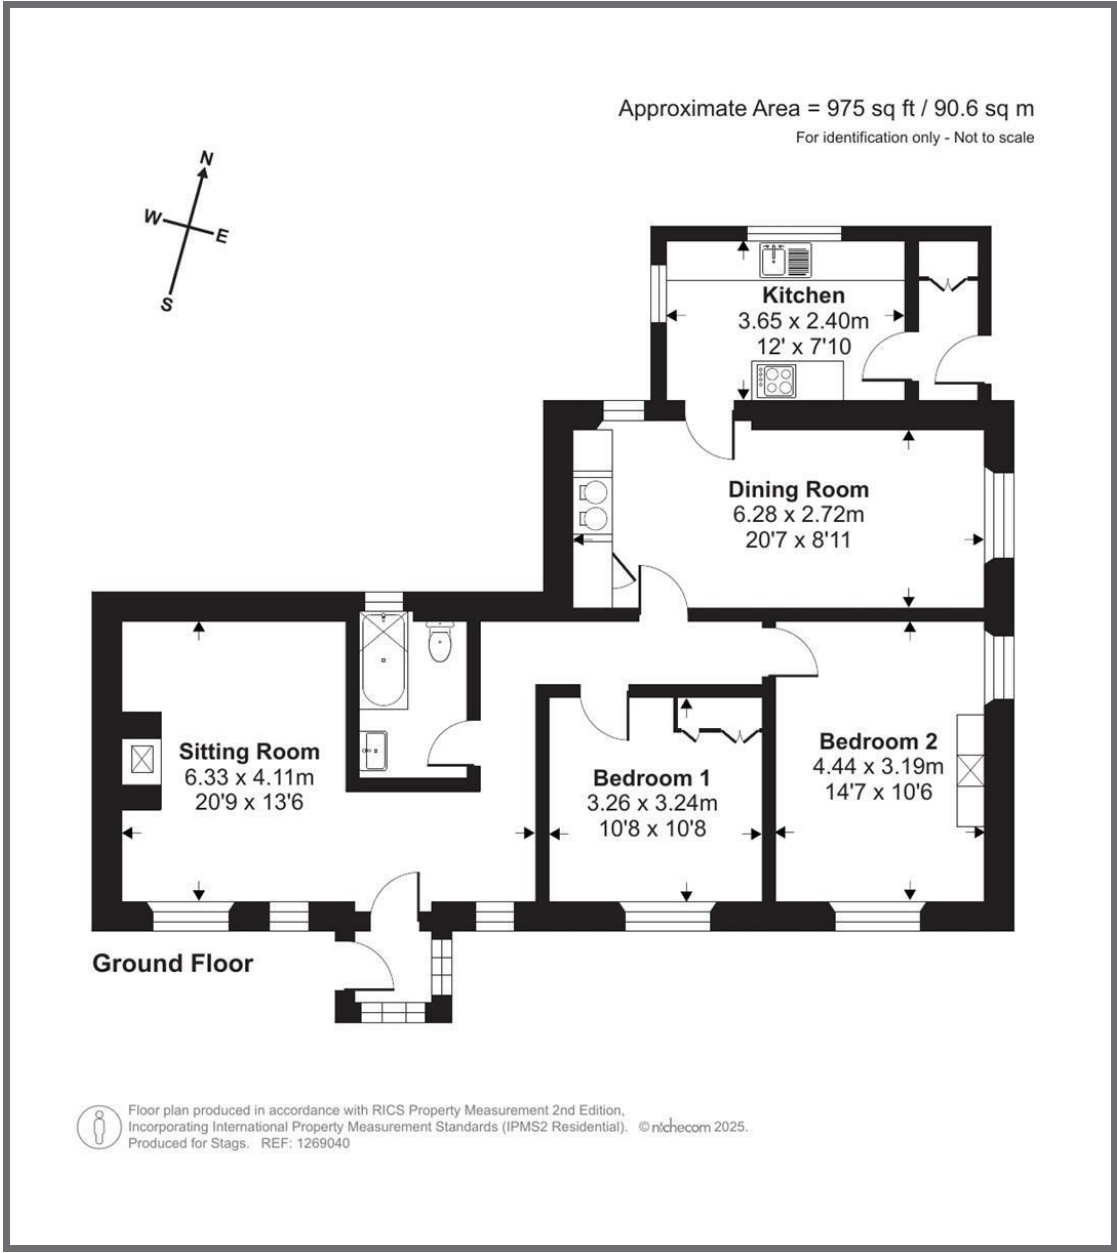 Approximate Area = 975 sq ft / 90.6 sq m
For identification only - Not to scale
N
W
E
S
Kitchen
3.65 x 2.40m
12' x 7'10
Dining Room
6.28 x 2.72m
20'7 x 8'11
Sitting Room
6.33 x 4.11m
20'9 x 13'6
Bedroom 1
3.26 x 3.24m
10'8 x 10'8
Bedroom 2
4.44 x 3.19m
14'7 x 10'6
Ground Floor
Floor plan produced in accordance with RICS Property Measurement 2nd Edition,
Incorporating International Property Measurement Standards (IPMS2 Residential). © nichecom 2025.
Produced for Stags. REF: 1269040